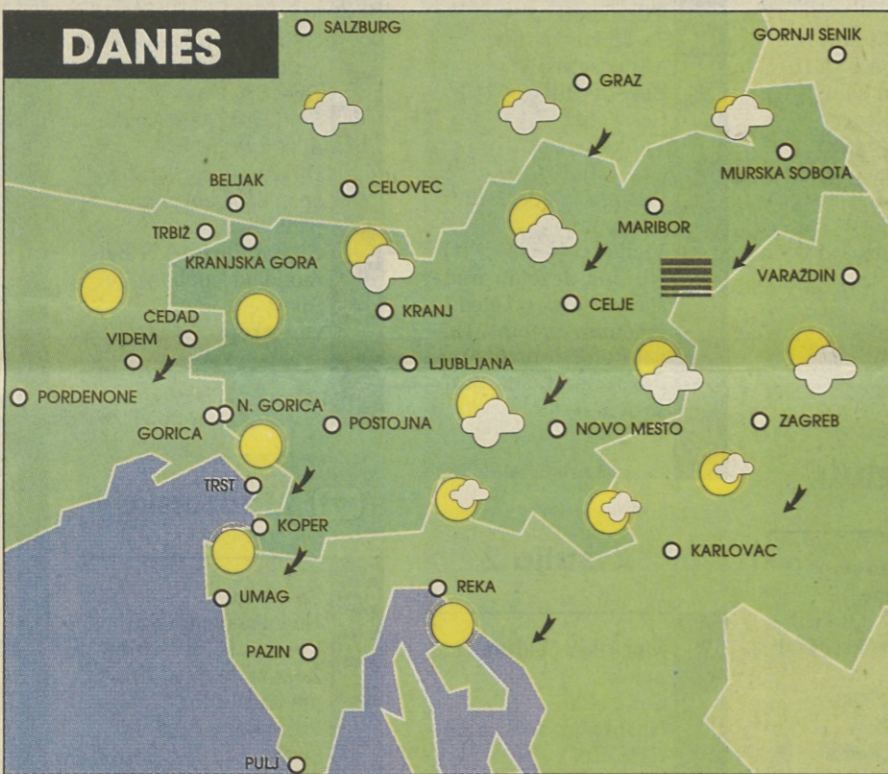 DANES
SALZBURG
GORNJI SENIK
GRAZ
MURSKA SOBOTA
BELJAK
CELOVEC
MARIBOR
TRBIŽ
KRANJSKA GORA
VARAŽDIN
CELJE
KRANJ
ČEDAD
VIDEM
LJUBLJANA
PORDENONE
N. GORICA
GORICA
POSTOJNA
NOVO MESTO
ZAGREB
TRST
KOPER
KARLOVAC
UMAG
REKA
PAZIN
PULJ